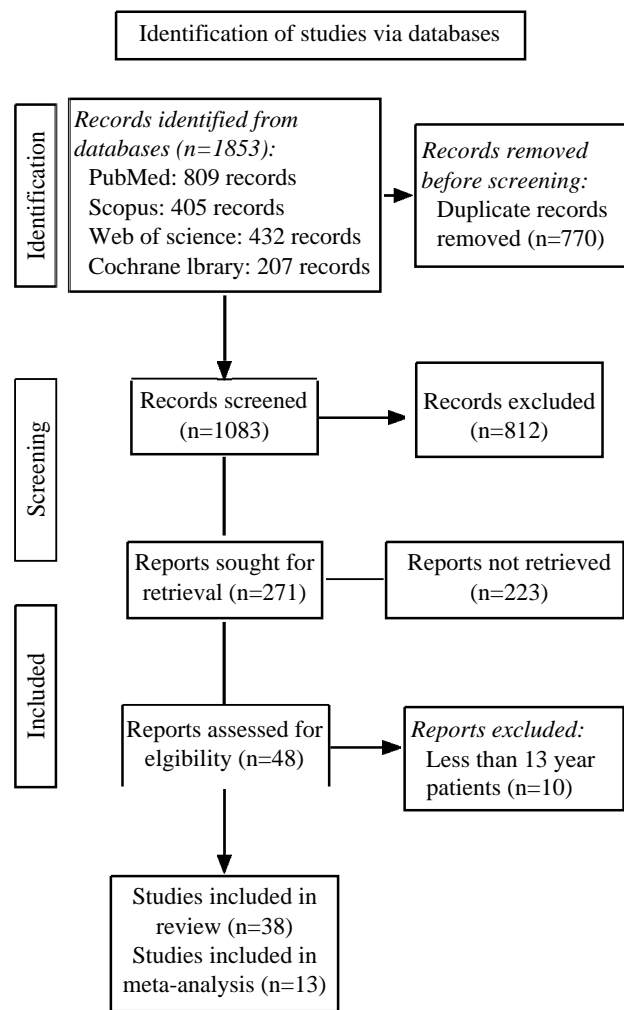 Identification of studies via databases
Identification
Records identified from
databases (n=1853):
PubMed: 809 records
Scopus: 405 records
Web of science: 432 records
Cochrane lbrary: 207 records
Records removed
before screening:
Duplicate records
removed (n=770)
Screening
Records screened
(n=1083)
Records excluded
(n=812)
Reports sought for
retrieval (n=271)
Reports not retrieved
(n=223)
Included
Reports assessed for
elgibility (n=48)
Reports excluded:
Less than 13 year
patients (n=10)
Studies included in
review (n=38)
Studies included in
meta-analysis (n=13)